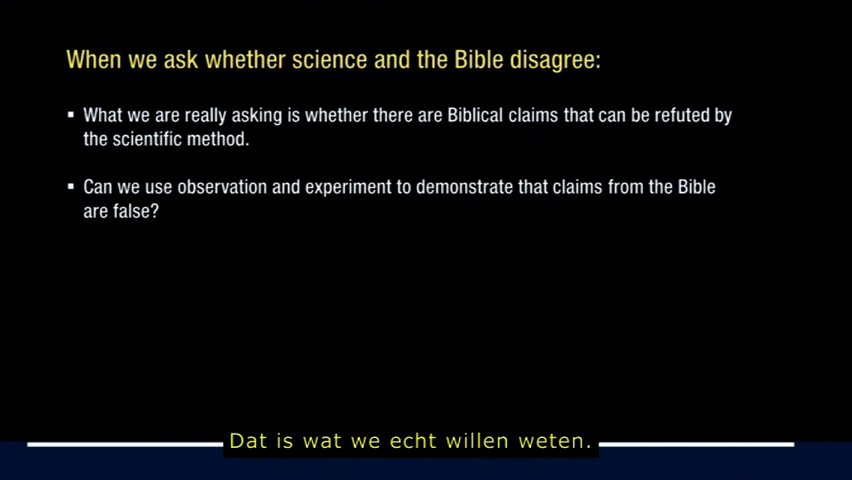 When we ask whether science and the Bible disagree:
▪ What we are really asking is whether there are Biblical claims that can be refuted by
the scientific method.
▪ Can we use observation and experiment to demonstrate that claims from the Bible
are false?
Dat is wat we echt willen weten.